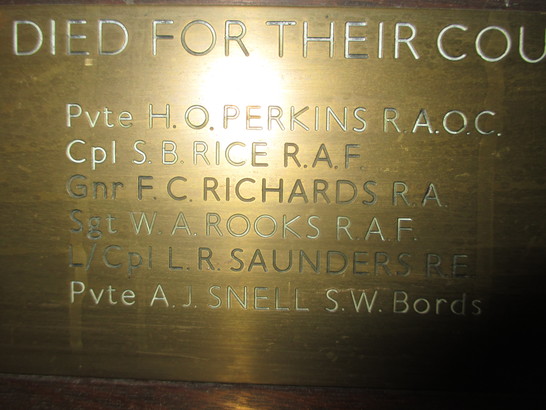 DIED FOR THEIR COU
Pvte H. O. PERKINS R.A.O.C.
Cpl S. B. RICE R.A.F.
Gnr F. C. RICHARDS R.A.
Sgt W. A. ROOKS R.A.F.
L/Cpl L. R. SAUNDERS R.E.
Pvte A. J. SNELL S.W. Bords